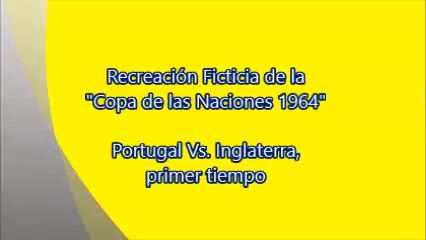 Recreación Ficticia de la
"Copa de las Naciones 1964"
Portugal Vs. Inglaterra,
primer tiempo